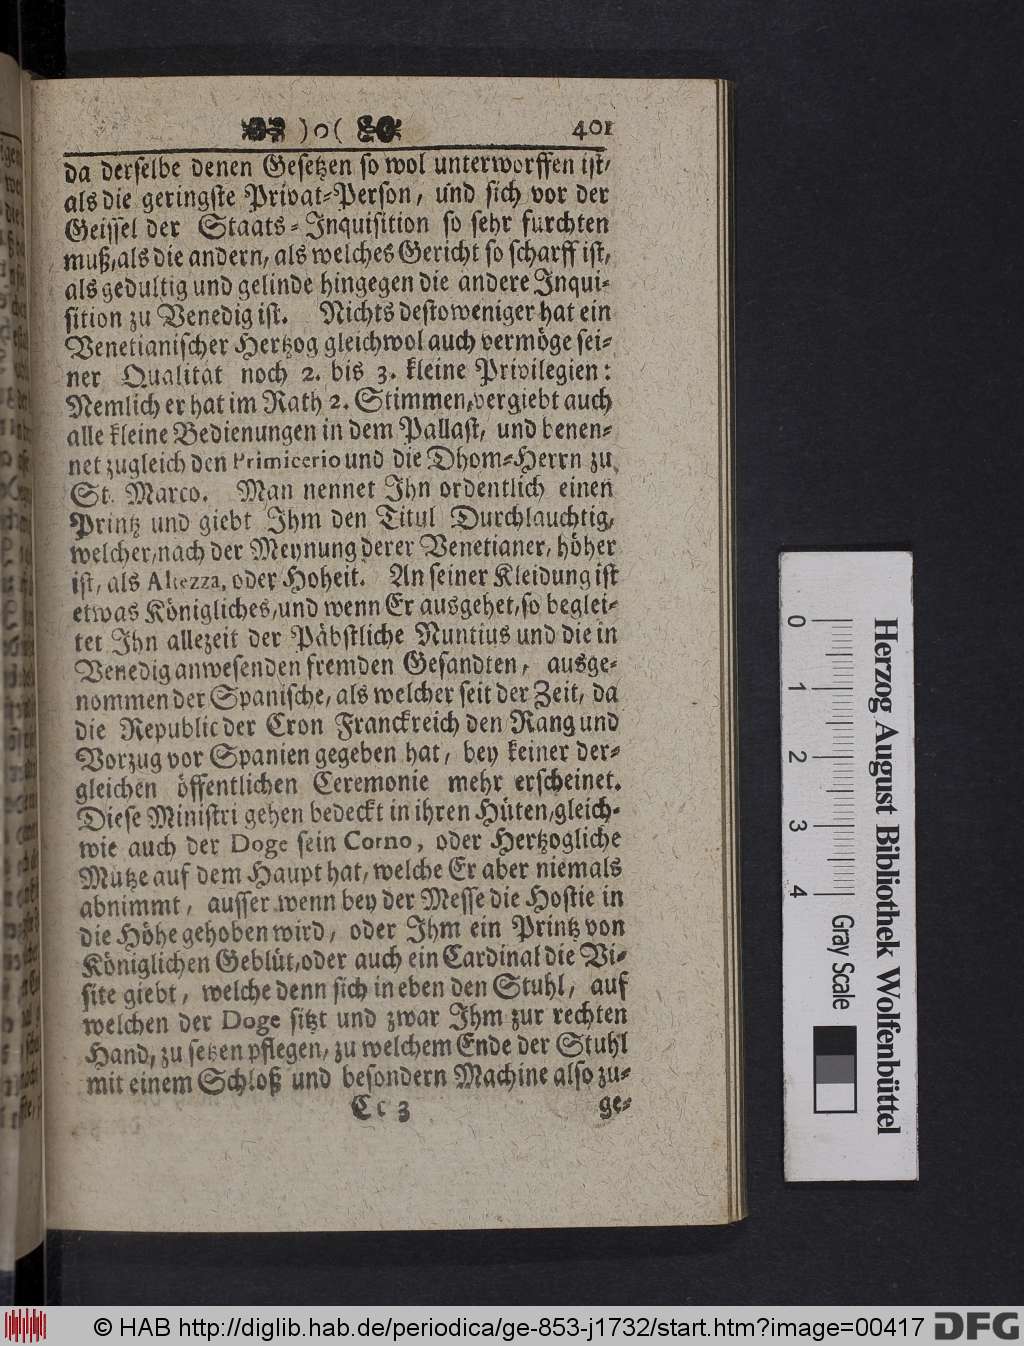 )o( 401
da derselbe denen Gesetzen so wol unterworffen ist/
als die geringste Privat-Person, und sich vor der
Geissel der Staats-Inquisition so sehr fürchten
muß, als die andern, als welches Gericht so scharff ist,
als gedultig und gelinde hingegen die andere Inqui-
sition zu Venedig ist. Nichts destoweniger hat ein
Venetianischer Hertzog gleichwol auch vermöge sei-
ner Qualität noch 2. bis 3. kleine Privilegien:
Nemlich er hat im Rath 2. Stimmen, vergiebt auch
alle kleine Bedienungen in dem Pallast, und benen-
net zugleich den Primicerio und die Dhom-Herrn zu
St. Marco. Man nennet Ihn ordentlich einen
Printz und giebt Ihm den Titul Durchlauchtig,
welcher, nach der Meynung derer Venetianer, höher
ist, als Altezza, oder Hoheit. An seiner Kleidung ist
etwas Königliches, und wenn Er ausgehet, so beglei-
tet Ihn allezeit der Päbstliche Nuntius und die in
Venedig anwesenden fremden Gesandten, ausge-
nommen der Spanische, als welcher seit der Zeit, da
die Republic der Cron Franckreich den Rang und
Vorzug vor Spanien gegeben hat, bey keiner der-
gleichen öffentlichen Ceremonie mehr erscheinet.
Diese Ministri gehen bedeckt in ihren Hüten, gleich-
wie auch der Doge sein Corno, oder Hertzogliche
Mütze auf dem Haupt hat, welche Er aber niemals
abnimmt, ausser wenn bey der Messe die Hostie in
die Höhe gehoben wird, oder Ihm ein Printz von
Königlichen Geblüt, oder auch ein Cardinal die Vi-
site giebt, welche denn sich in eben den Stuhl, auf
welchen der Doge sitzt und zwar Ihm zur rechten
Hand, zu setzen pflegen, zu welchem Ende der Stuhl
mit einem Schloß und besondern Machine also zu-
Cc 3 ge-
0 1 2 3 4
Gray Scale
Herzog August Bibliothek Wolfenbüttel
© HAB http://diglib.hab.de/periodica/ge-853-j1732/start.htm?image=00417 DFG